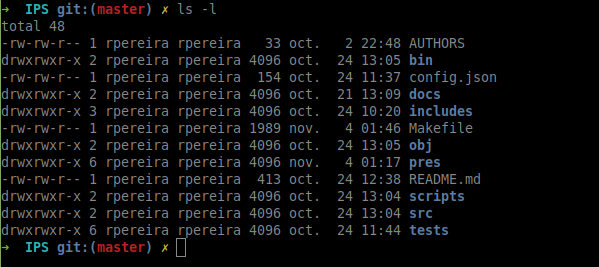 ➜  IPS git:(master) ✗ ls -l
total 48
-rw-rw-r-- 1 rpereira rpereira   33 oct.   2 22:48 AUTHORS
drwxrwxr-x 2 rpereira rpereira 4096 oct.  24 13:05 bin
-rw-rw-r-- 1 rpereira rpereira  154 oct.  24 11:37 config.json
drwxrwxr-x 2 rpereira rpereira 4096 oct.  21 13:09 docs
drwxrwxr-x 3 rpereira rpereira 4096 oct.  24 10:20 includes
-rw-rw-r-- 1 rpereira rpereira 1989 nov.   4 01:46 Makefile
drwxrwxr-x 2 rpereira rpereira 4096 oct.  24 13:05 obj
drwxrwxr-x 6 rpereira rpereira 4096 nov.   4 01:17 pres
-rw-rw-r-- 1 rpereira rpereira  413 oct.  24 12:38 README.md
drwxrwxr-x 2 rpereira rpereira 4096 oct.  24 13:04 scripts
drwxrwxr-x 2 rpereira rpereira 4096 oct.  24 13:04 src
drwxrwxr-x 6 rpereira rpereira 4096 oct.  24 11:44 tests
➜  IPS git:(master) ✗